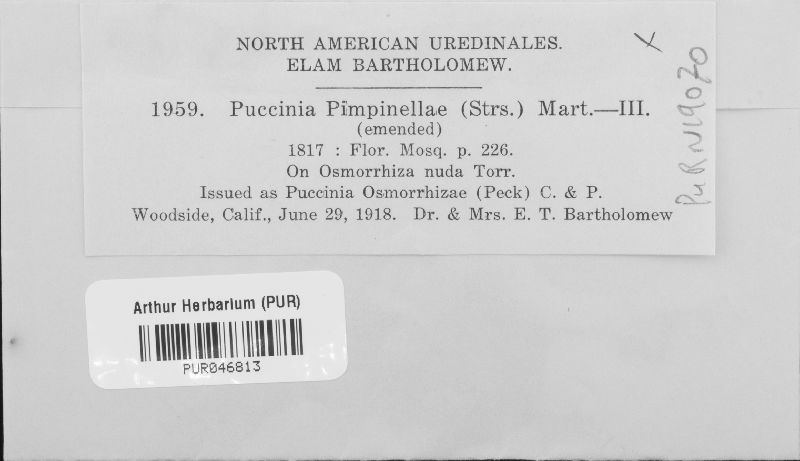 NORTH AMERICAN UREDINALES.
ELAM BARTHOLOMEW.
1959. Puccinia Pimpinellae (Strs.) Mart.—III.
(emended)
1817 : Flor. Mosq. p. 226.
On Osmorrhiza nuda Torr.
Issued as Puccinia Osmorrhizae (Peck) C. & P.
Woodside, Calif., June 29, 1918. Dr. & Mrs. E. T. Bartholomew
X
PUR N19070
Arthur Herbarium (PUR)
PUR046813